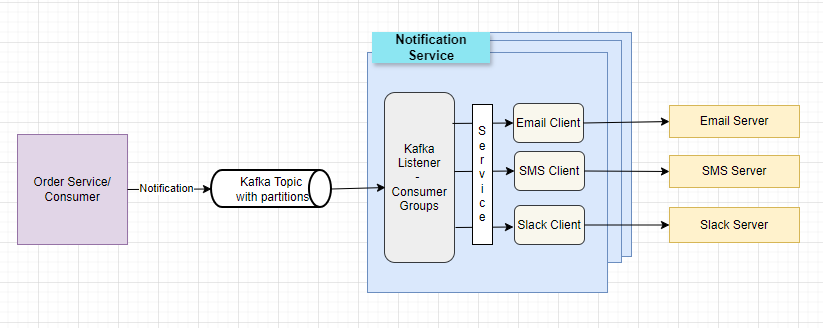 Notification
Service
Order Service/
Consumer
Notification
Kafka Topic
with partitions
Kafka
Listener
-
Consumer
Groups
S
e
r
v
i
c
e
Email Client
SMS Client
Slack Client
Email Server
SMS Server
Slack Server